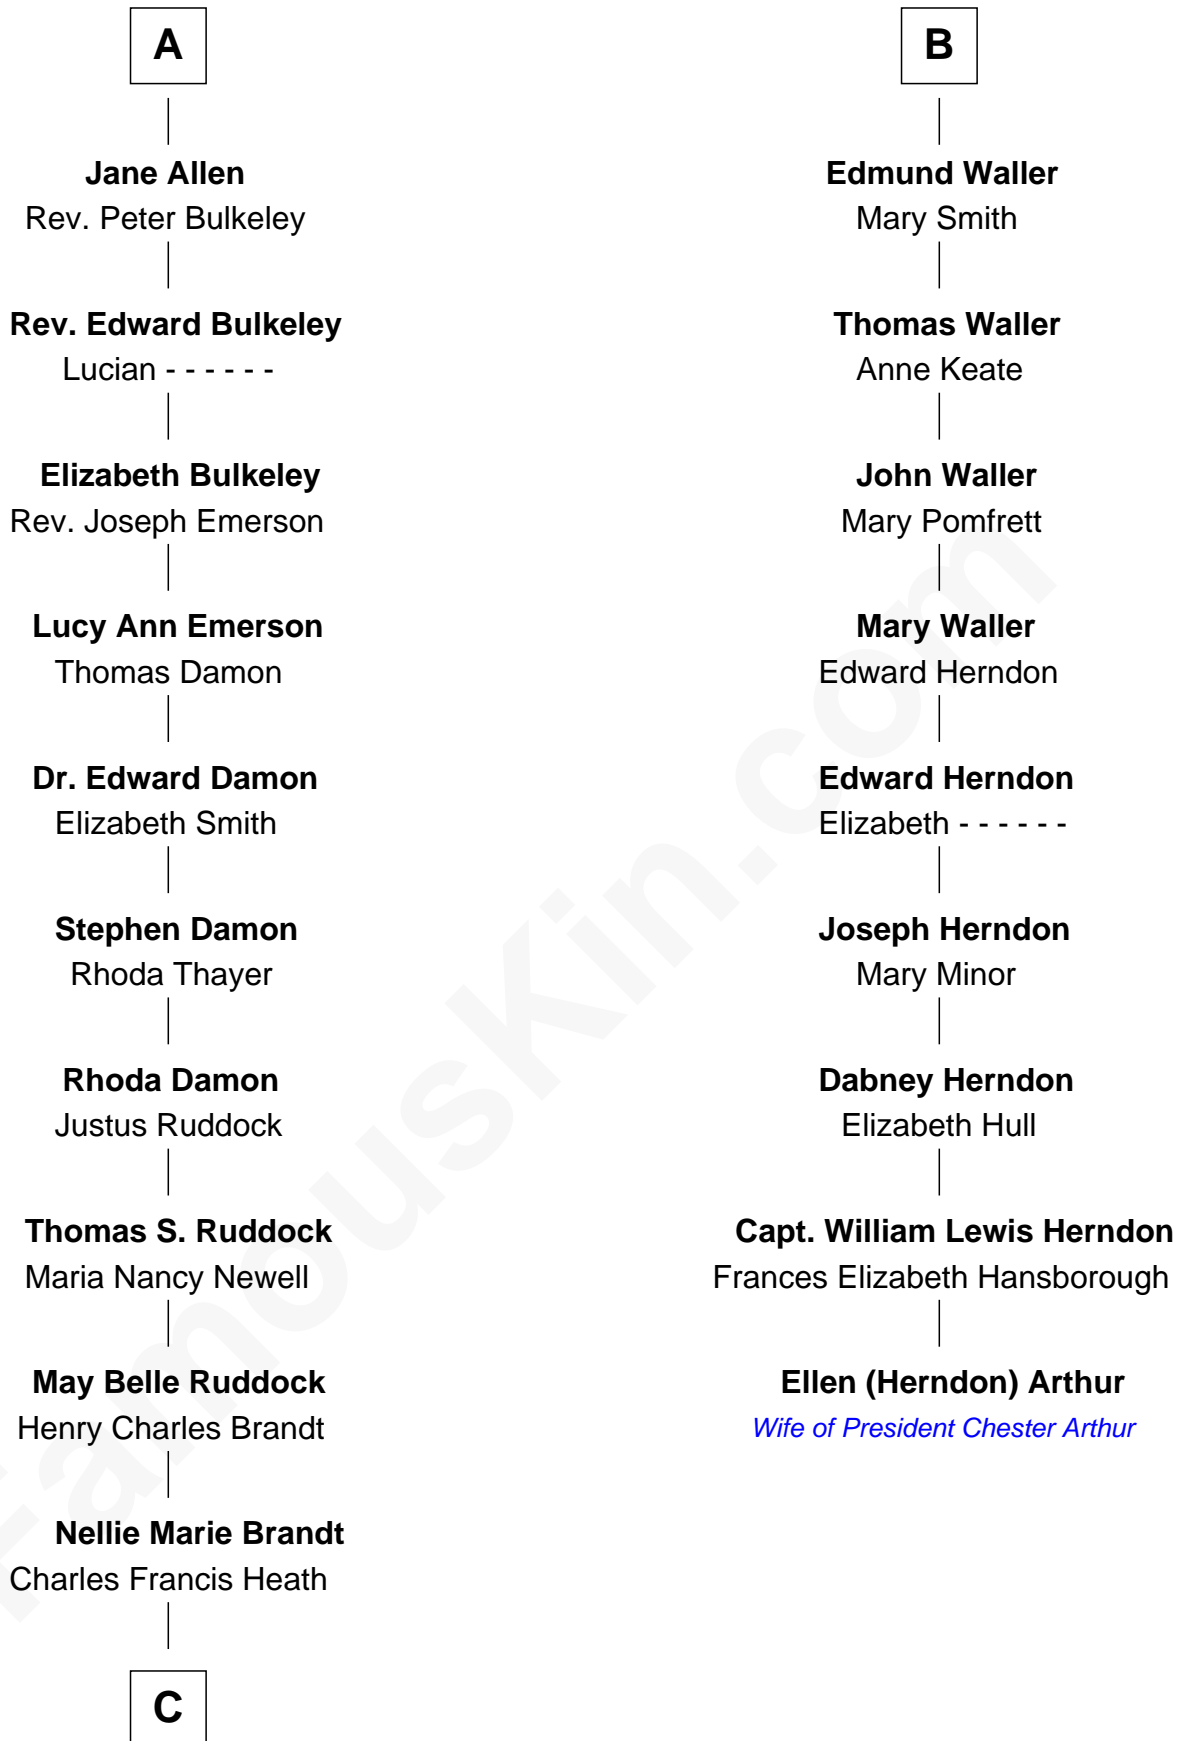 A
Jane Allen
Rev. Peter Bulkeley
Rev. Edward Bulkeley
Lucian - - - - - -
Elizabeth Bulkeley
Rev. Joseph Emerson
Lucy Ann Emerson
Thomas Damon
Dr. Edward Damon
Elizabeth Smith
Stephen Damon
Rhoda Thayer
Rhoda Damon
Justus Ruddock
Thomas S. Ruddock
Maria Nancy Newell
May Belle Ruddock
Henry Charles Brandt
Nellie Marie Brandt
Charles Francis Heath
C
B
Edmund Waller
Mary Smith
Thomas Waller
Anne Keate
John Waller
Mary Pomfrett
Mary Waller
Edward Herndon
Edward Herndon
Elizabeth - - - - - -
Joseph Herndon
Mary Minor
Dabney Herndon
Elizabeth Hull
Capt. William Lewis Herndon
Frances Elizabeth Hansborough
Ellen (Herndon) Arthur
Wife of President Chester Arthur
FamousKin.com